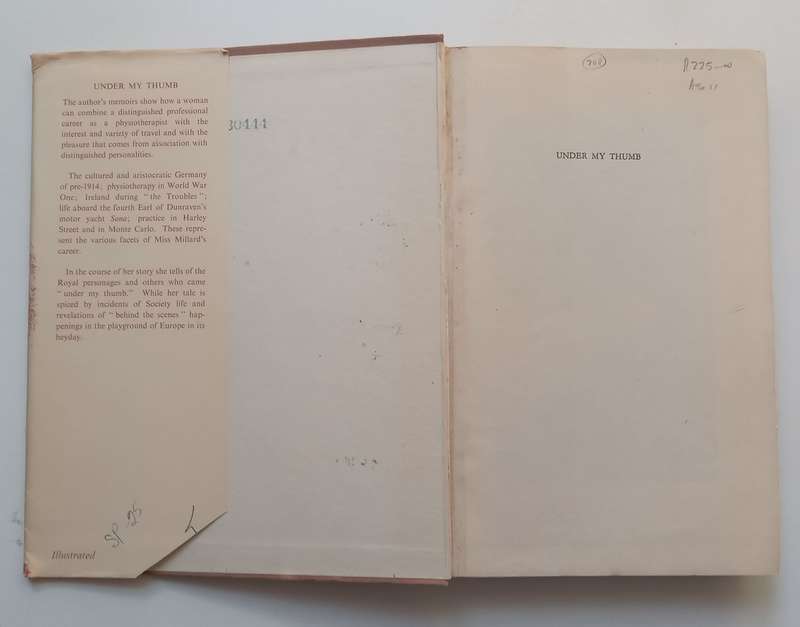 UNDER MY THUMB
The author's memoirs show how a woman
can combine a distinguished professional
career as a physiotherapist with the
interest and variety of travel and with the
pleasure that comes from association with
distinguished personalities.
The cultured and aristocratic Germany
of pre-1914; physiotherapy in World War
One; Ireland during "the Troubles";
life aboard the fourth Earl of Dunraven's
motor yacht Sona; practice in Harley
Street and in Monte Carlo. These repre-
sent the various facets of Miss Millard's
career.
In the course of her story she tells of the
Royal personages and others who came
"under my thumb." While her tale is
spiced by incidents of Society life and
revelations of "behind the scenes" hap-
penings in the playground of Europe in its
heyday.
Illustrated
30444
UNDER MY THUMB